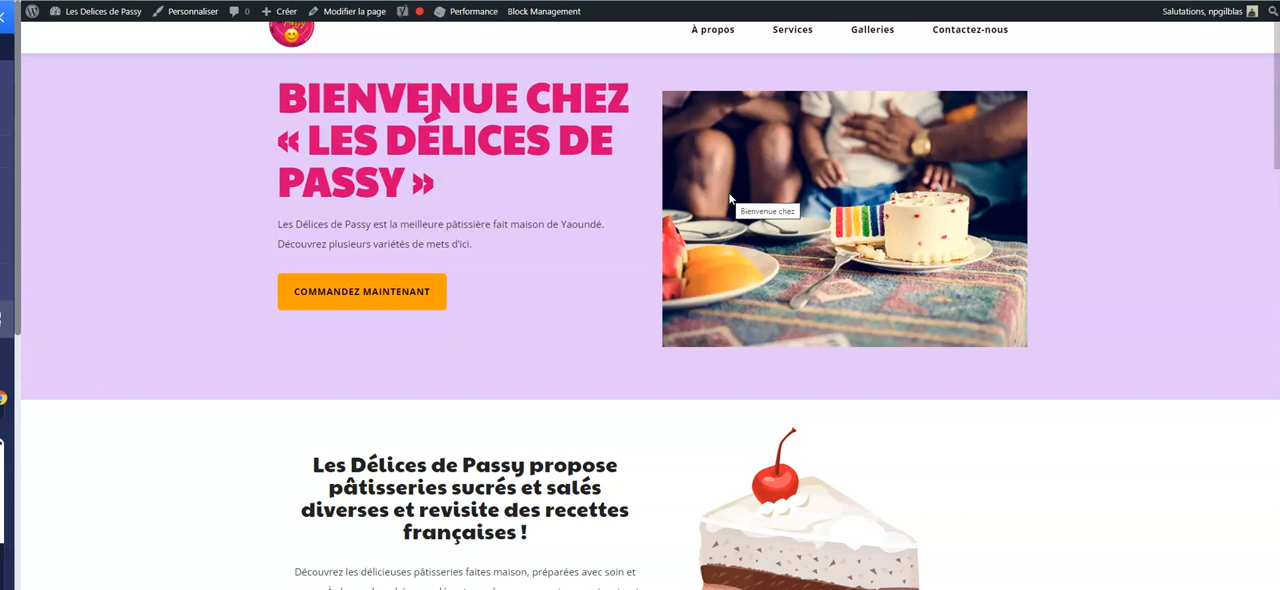 Les Delices de Passy
Personnaliser
0
Créer
Modifier la page
Performance
Block Management
Salutations, npgilblas
À propos
Services
Galleries
Contactez-nous
BIENVENUE CHEZ
« LES DÉLICES DE
PASSY »
Les Délices de Passy est la meilleure pâtissière fait maison de Yaoundé.
Découvrez plusieurs variétés de mets d'ici.
COMMANDEZ MAINTENANT
Bienvenue chez
Les Délices de Passy propose
pâtisseries sucrés et salés
diverses et revisite des recettes
françaises !
Découvrez les délicieuses pâtisseries faites maison, préparées avec soin et